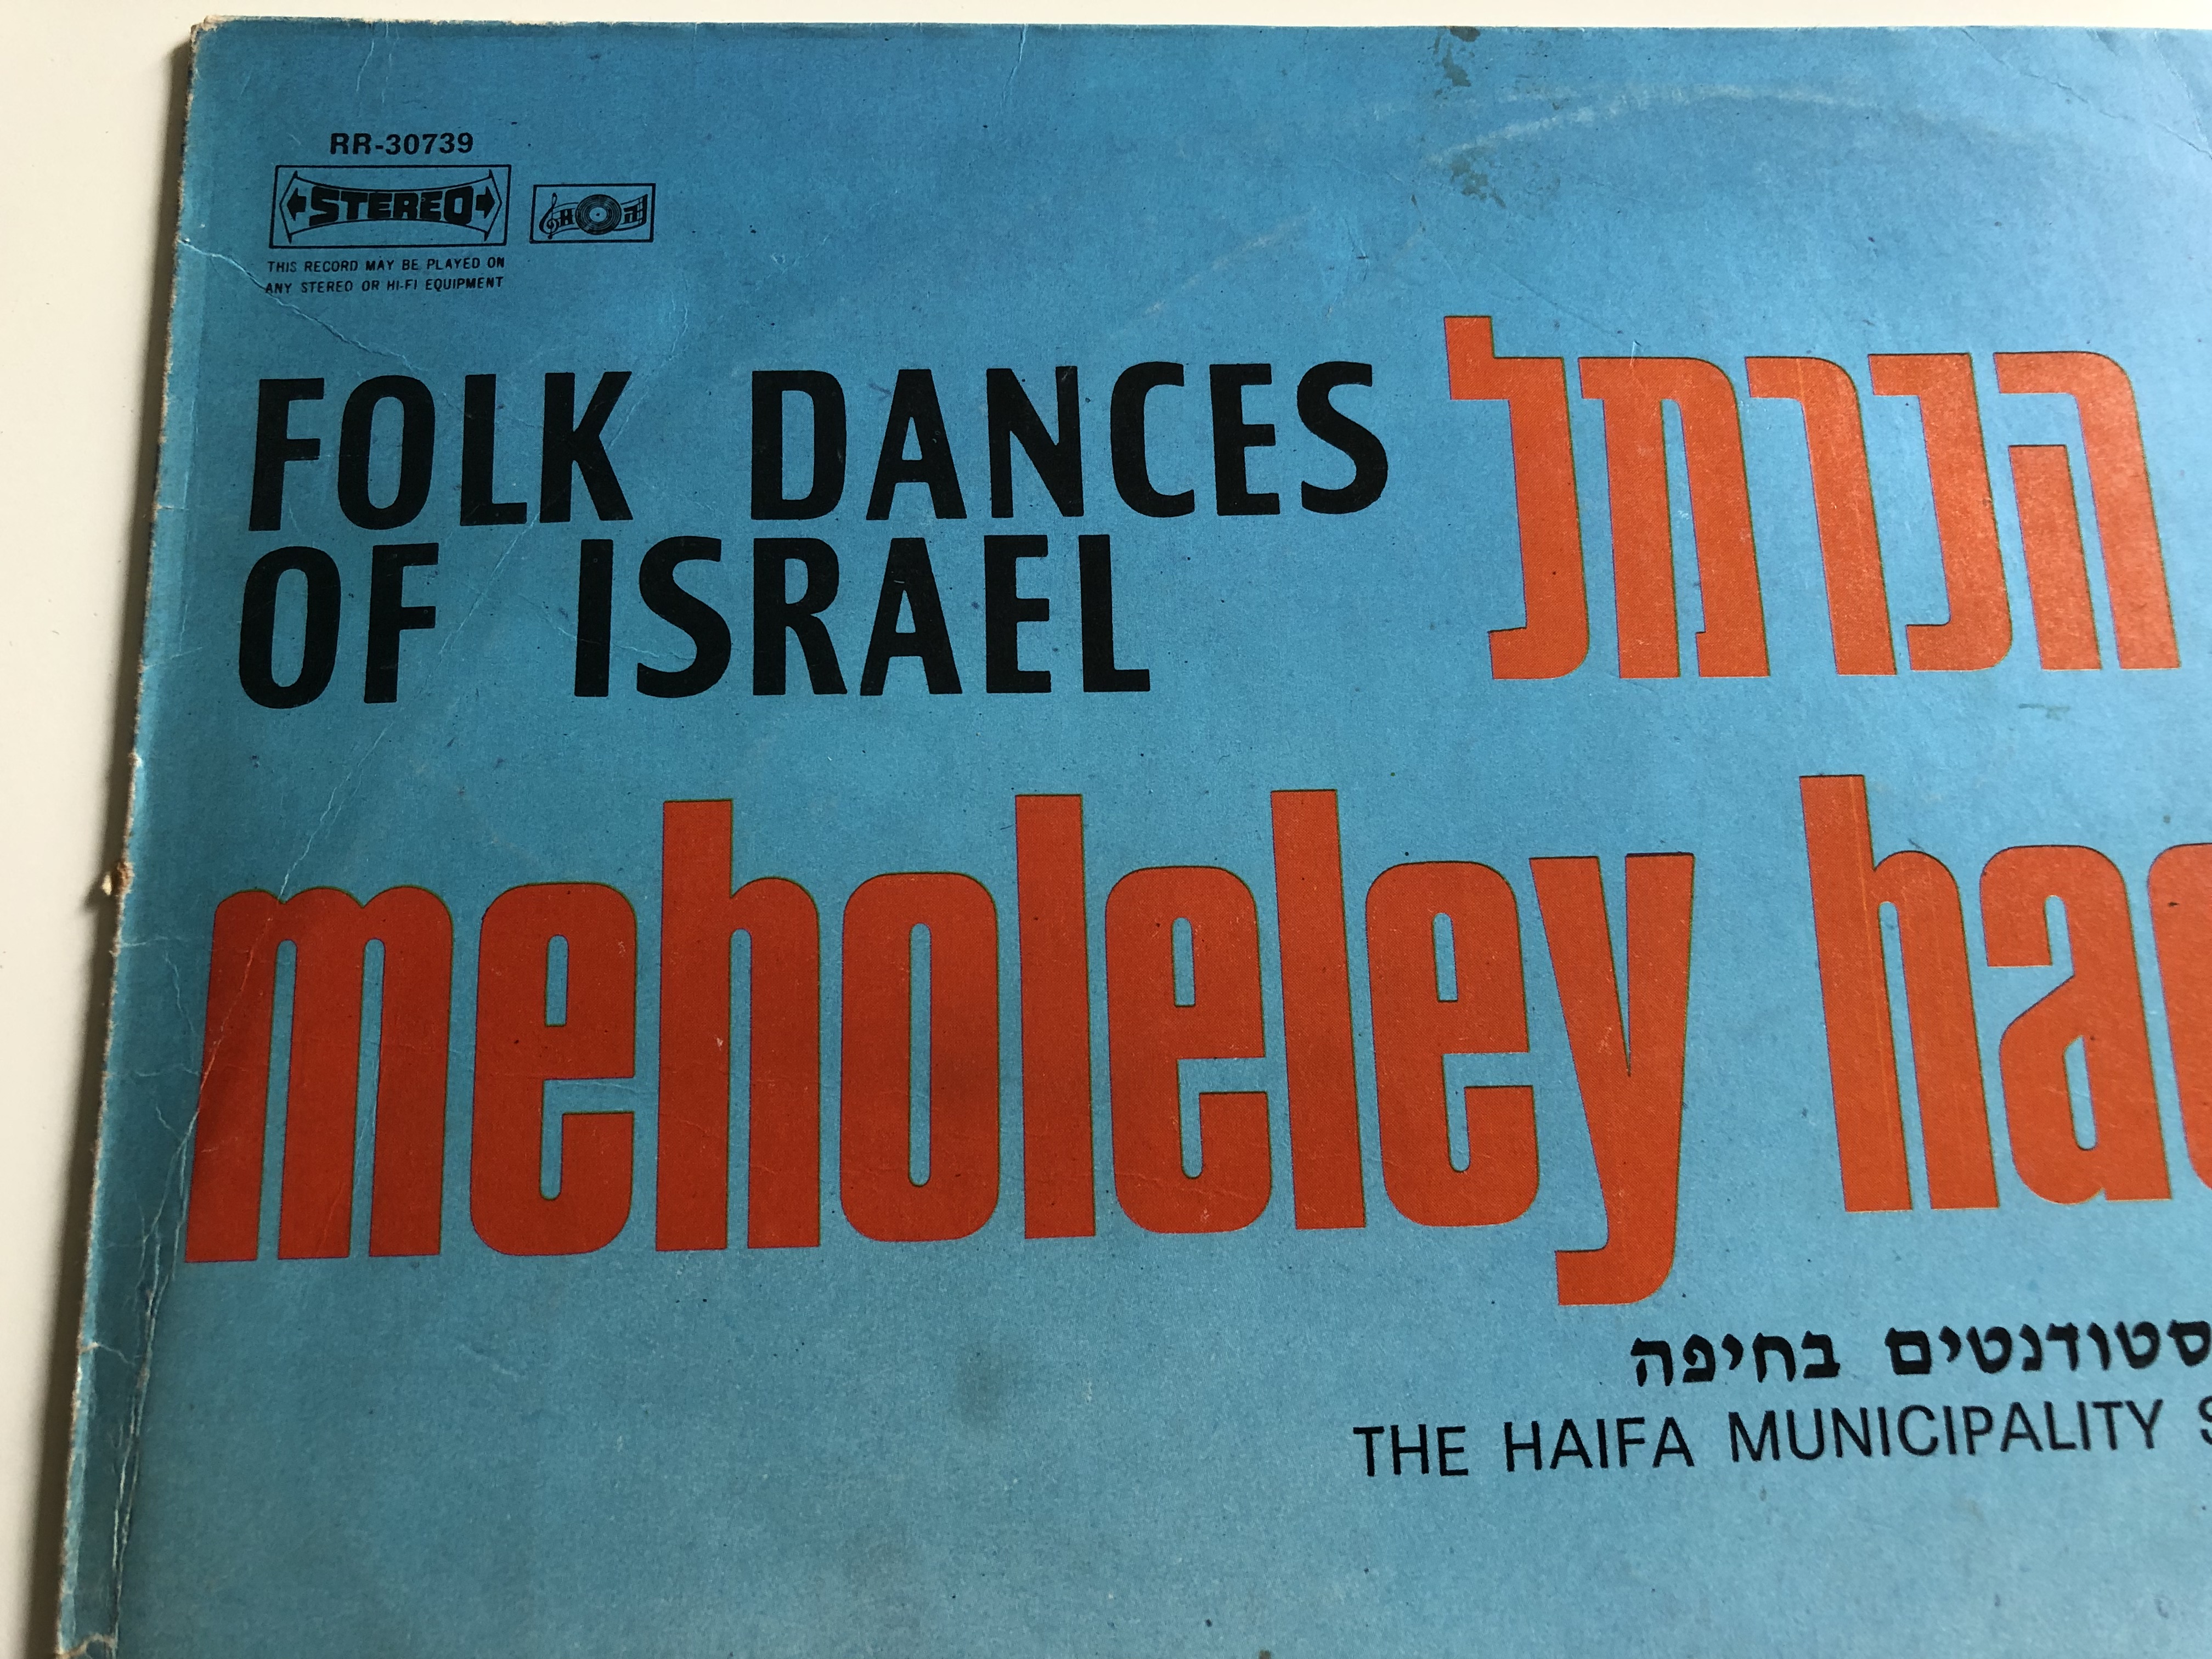 RR-30739
STEREO
THIS RECORD MAY BE PLAYED ON
ANY STEREO OR HI-FI EQUIPMENT
FOLK DANCES
OF ISRAEL
הכרמל
meholeley
סטודנטים בחיפה
THE HAIFA MUNICIPALITY